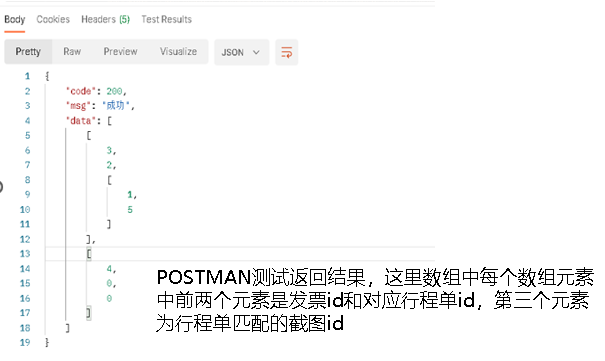 Body Cookies Headers (5) Test Results
Pretty Raw Preview Visualize JSON
1 {
2 "code": 200,
3 "msg": "成功",
4 "data": [
5 [
6 3,
7 2,
8 [
9 1,
10 5
11 ]
12 ],
13 [
14 4,
15 0,
16 0
17 ]
18 ]
19 }
POSTMAN测试返回结果，这里数组中每个数组元素
中前两个元素是发票id和对应行程单id，第三个元素
为行程单匹配的截图id